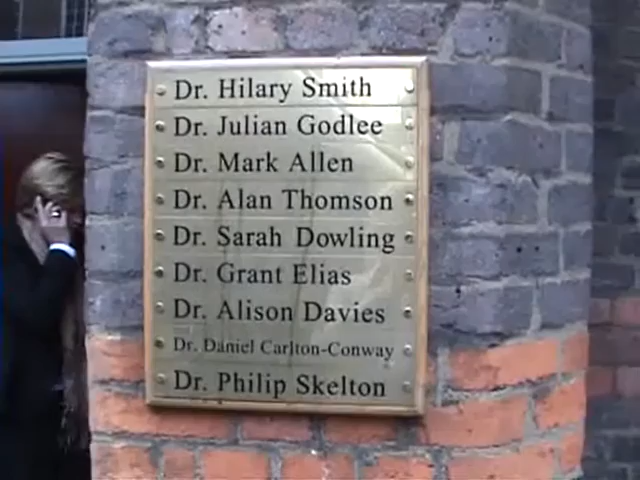 Dr. Hilary Smith
Dr. Julian Godlee
Dr. Mark Allen
Dr. Alan Thomson
Dr. Sarah Dowling
Dr. Grant Elias
Dr. Alison Davies
Dr. Daniel Carlton-Conway
Dr. Philip Skelton